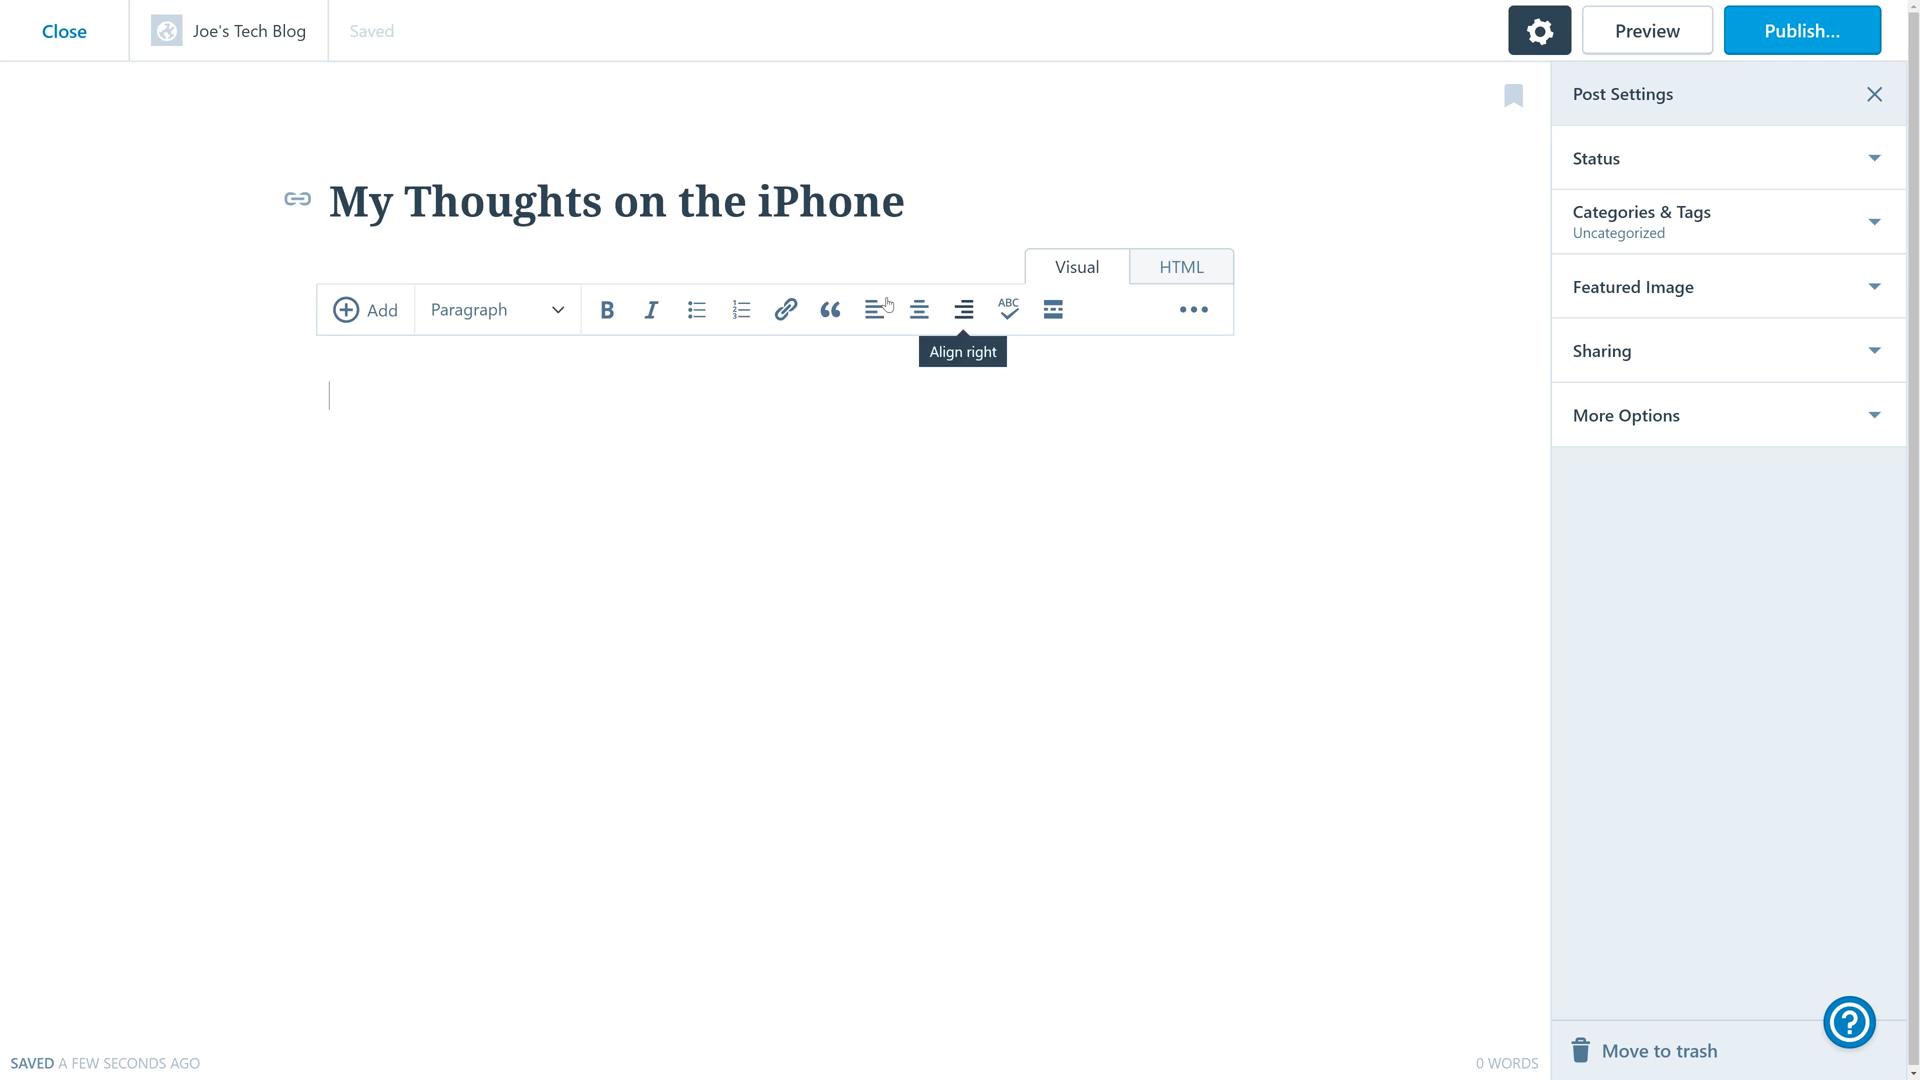 Close
Joe's Tech Blog
Saved
Preview
Publish...
Post Settings
Status
Categories & Tags
Uncategorized
Featured Image
Sharing
More Options
My Thoughts on the iPhone
Visual
HTML
Add
Paragraph
B
I
ABC
Align right
SAVED A FEW SECONDS AGO
0 WORDS
Move to trash